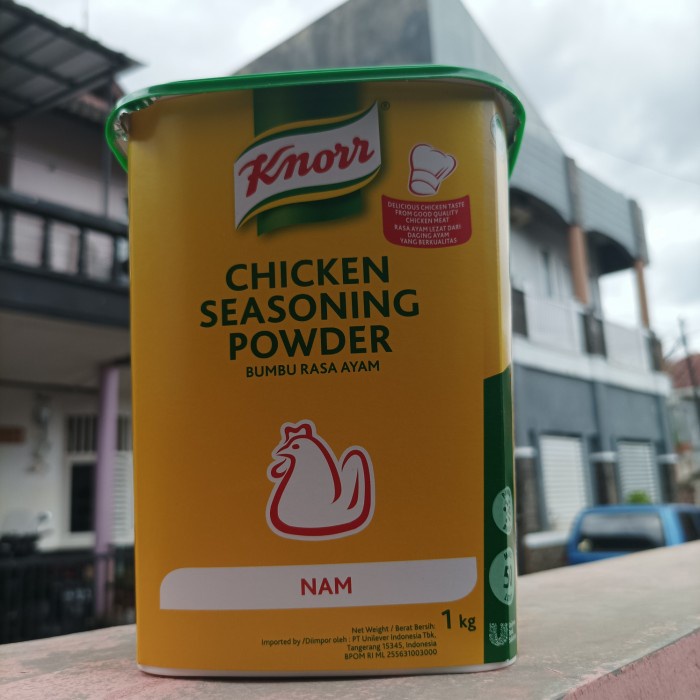 Knorr
DELICIOUS CHICKEN TASTE
FROM GOOD QUALITY
CHICKEN MEAT
RASA AYAM LEZAT DARI
DAGING AYAM
YANG BERKUALITAS
CHICKEN
SEASONING
POWDER
BUMBU RASA AYAM
NAM
Net Weight / Berat Bersih: 1 kg
Imported by /Diimpor oleh : PT Unilever Indonesia Tbk,
Tangerang 15345, Indonesia
BPOM RI ML 255631003000